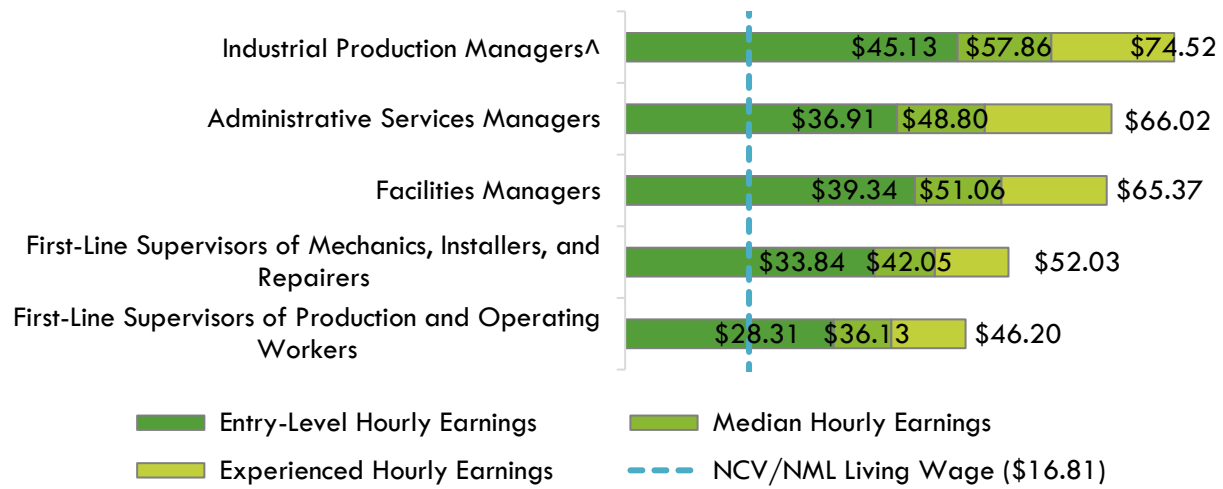 Industrial Production Managers^ $45.13 $57.86 $74.52
Administrative Services Managers $36.91 $48.80 $66.02
Facilities Managers $39.34 $51.06 $65.37
First-Line Supervisors of Mechanics, Installers, and
Repairers $33.84 $42.05 $52.03
First-Line Supervisors of Production and Operating
Workers $28.31 $36.13 $46.20
Entry-Level Hourly Earnings Median Hourly Earnings
Experienced Hourly Earnings NCV/NML Living Wage ($16.81)